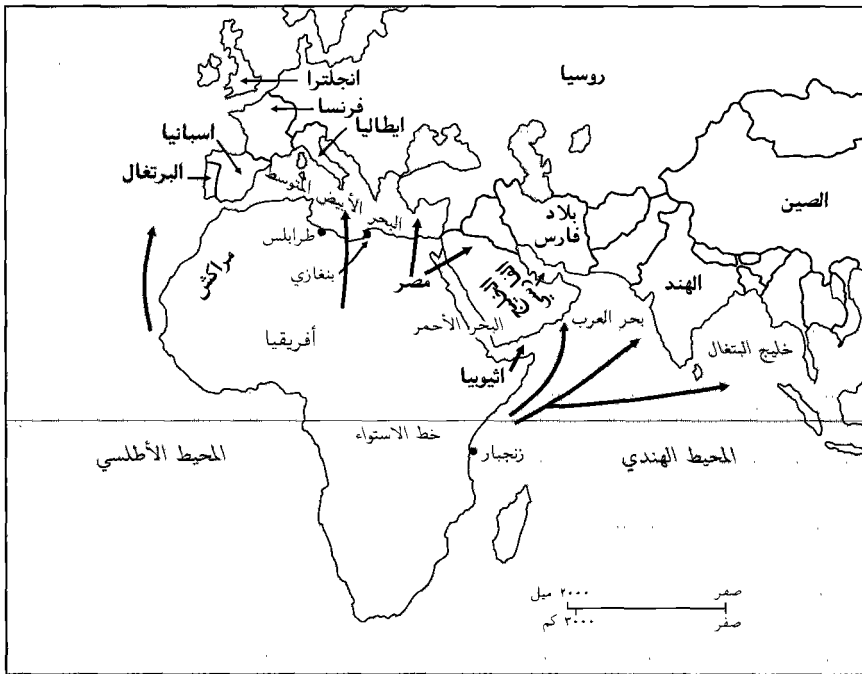 انجلترا
روسيا
فرنسا
ايطاليا
اسبانيا
البرتغال
البحر الأبيض المتوسط
طرابلس
بنغازي
مراكش
مصر
بلاد
فارس
الصين
الهند
البحر الأحمر
بحر العرب
خليج البتغال
أفريقيا
اثيوبيا
خط الاستواء
المحيط الأطلسي
زنجبار
المحيط الهندي
صفر ٢٠٠٠ ميل
صفر ٣٠٠٠ كم